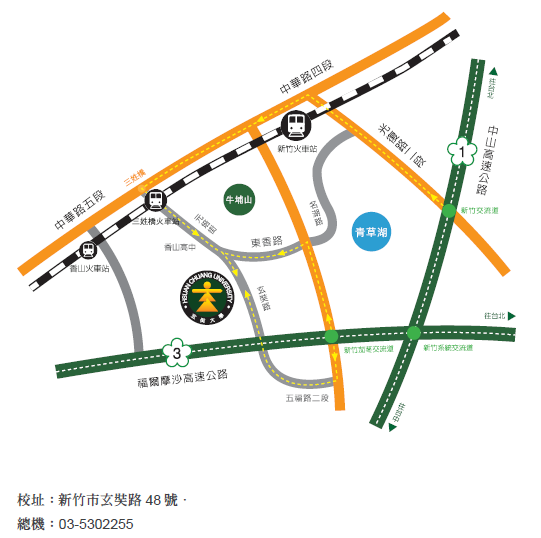 中華路四段
往台北
光復路二段
中山高速公路
1
新竹火車站
三姓橋
牛埔山
中華路五段
三姓橋火車站
新竹交流道
青草湖
香山高中
東香路
香山火車站
HSUAN CHUANG UNIVERSITY
玄奘大學
往台北
3
新竹茄苳交流道
新竹系統交流道
福爾摩沙高速公路
五福路二段
往台中
校址：新竹市玄奘路 48 號．
總機：03-5302255